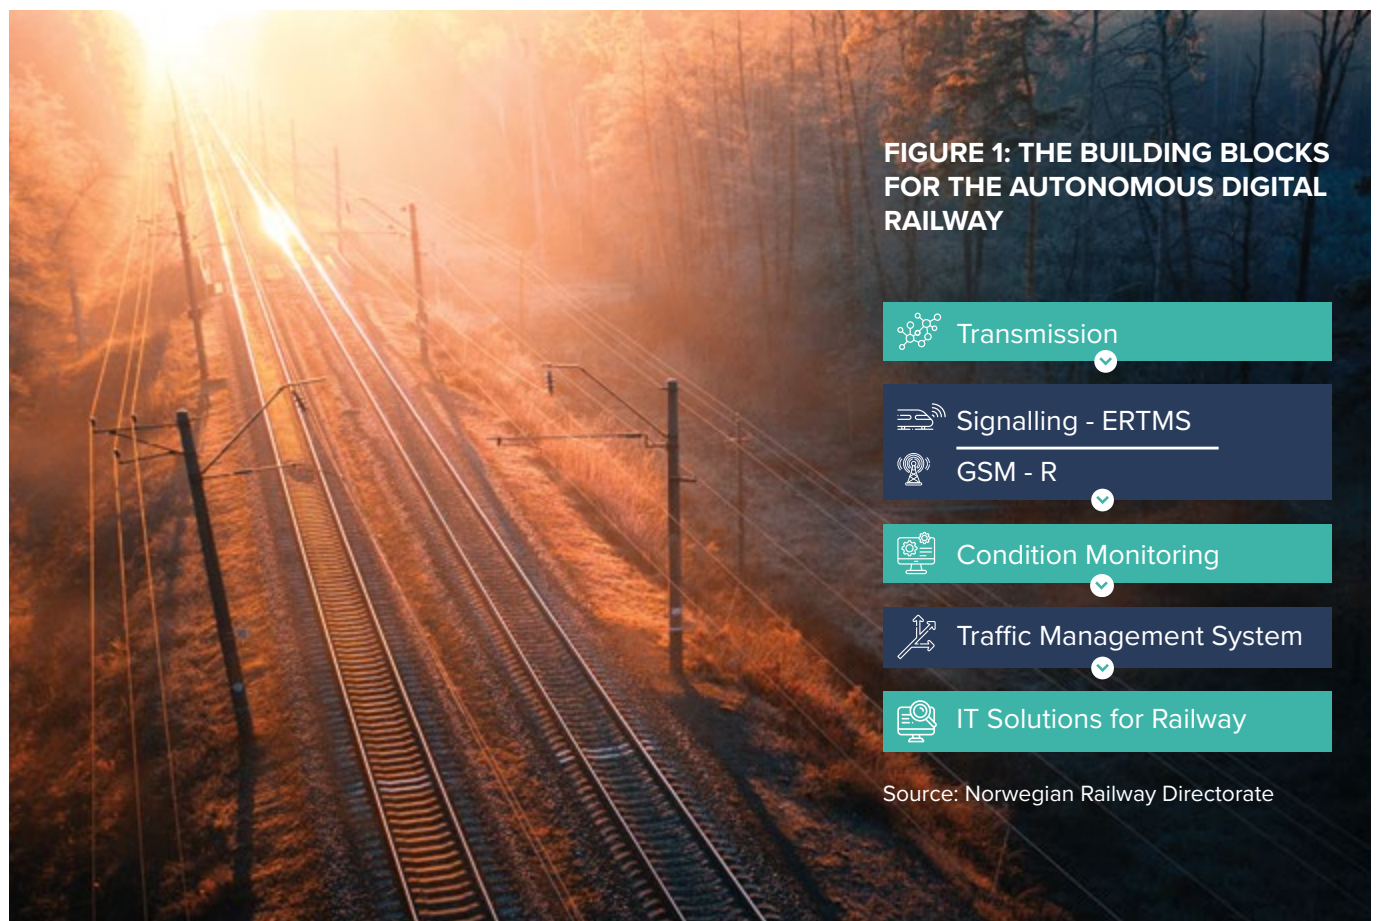 FIGURE 1: THE BUILDING BLOCKS
FOR THE AUTONOMOUS DIGITAL
RAILWAY
Transmission
Signalling - ERTMS
GSM - R
Condition Monitoring
Traffic Management System
IT Solutions for Railway
Source: Norwegian Railway Directorate